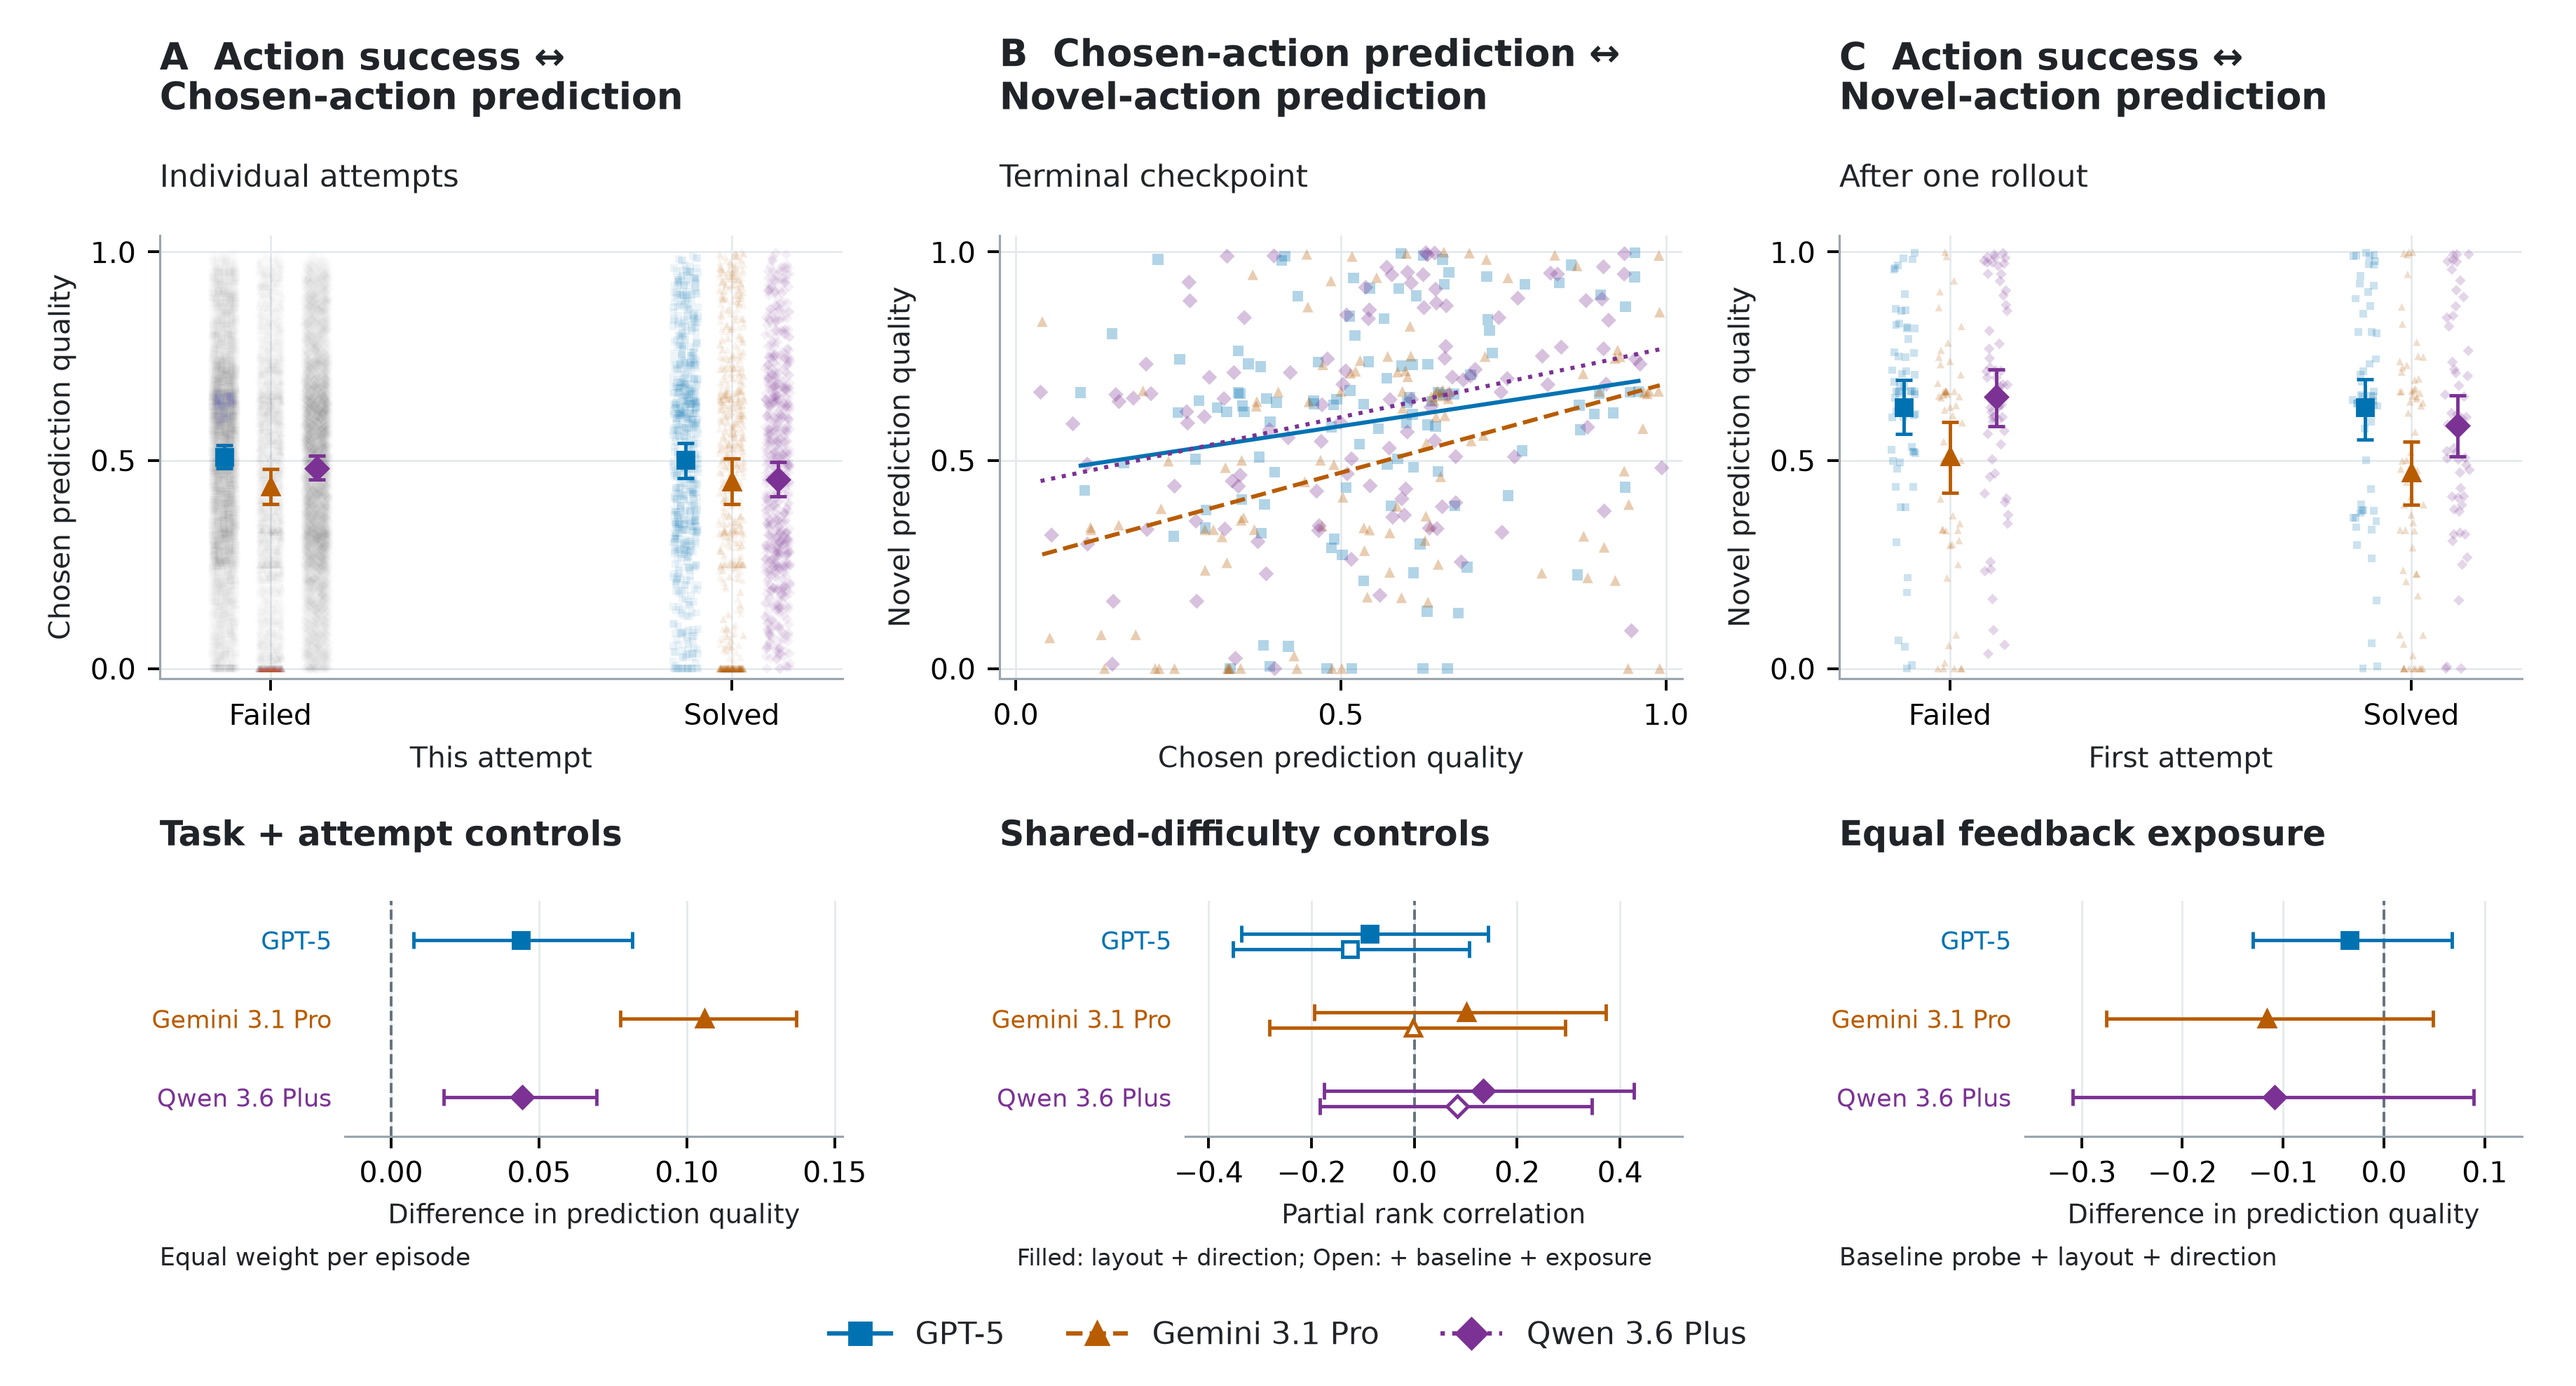 A Action success ↔
Chosen-action prediction
Individual attempts
Chosen prediction quality
1.0
0.5
0.0
Failed
Solved
This attempt
B Chosen-action prediction ↔
Novel-action prediction
Terminal checkpoint
Novel prediction quality
1.0
0.5
0.0
0.0
0.5
1.0
Chosen prediction quality
C Action success ↔
Novel-action prediction
After one rollout
Novel prediction quality
1.0
0.5
0.0
Failed
Solved
First attempt
Task + attempt controls
GPT-5
Gemini 3.1 Pro
Qwen 3.6 Plus
0.00
0.05
0.10
0.15
Difference in prediction quality
Equal weight per episode
Shared-difficulty controls
GPT-5
Gemini 3.1 Pro
Qwen 3.6 Plus
−0.4
−0.2
0.0
0.2
0.4
Partial rank correlation
Filled: layout + direction; Open: + baseline + exposure
Equal feedback exposure
GPT-5
Gemini 3.1 Pro
Qwen 3.6 Plus
−0.3
−0.2
−0.1
0.0
0.1
Difference in prediction quality
Baseline probe + layout + direction
GPT-5
Gemini 3.1 Pro
Qwen 3.6 Plus